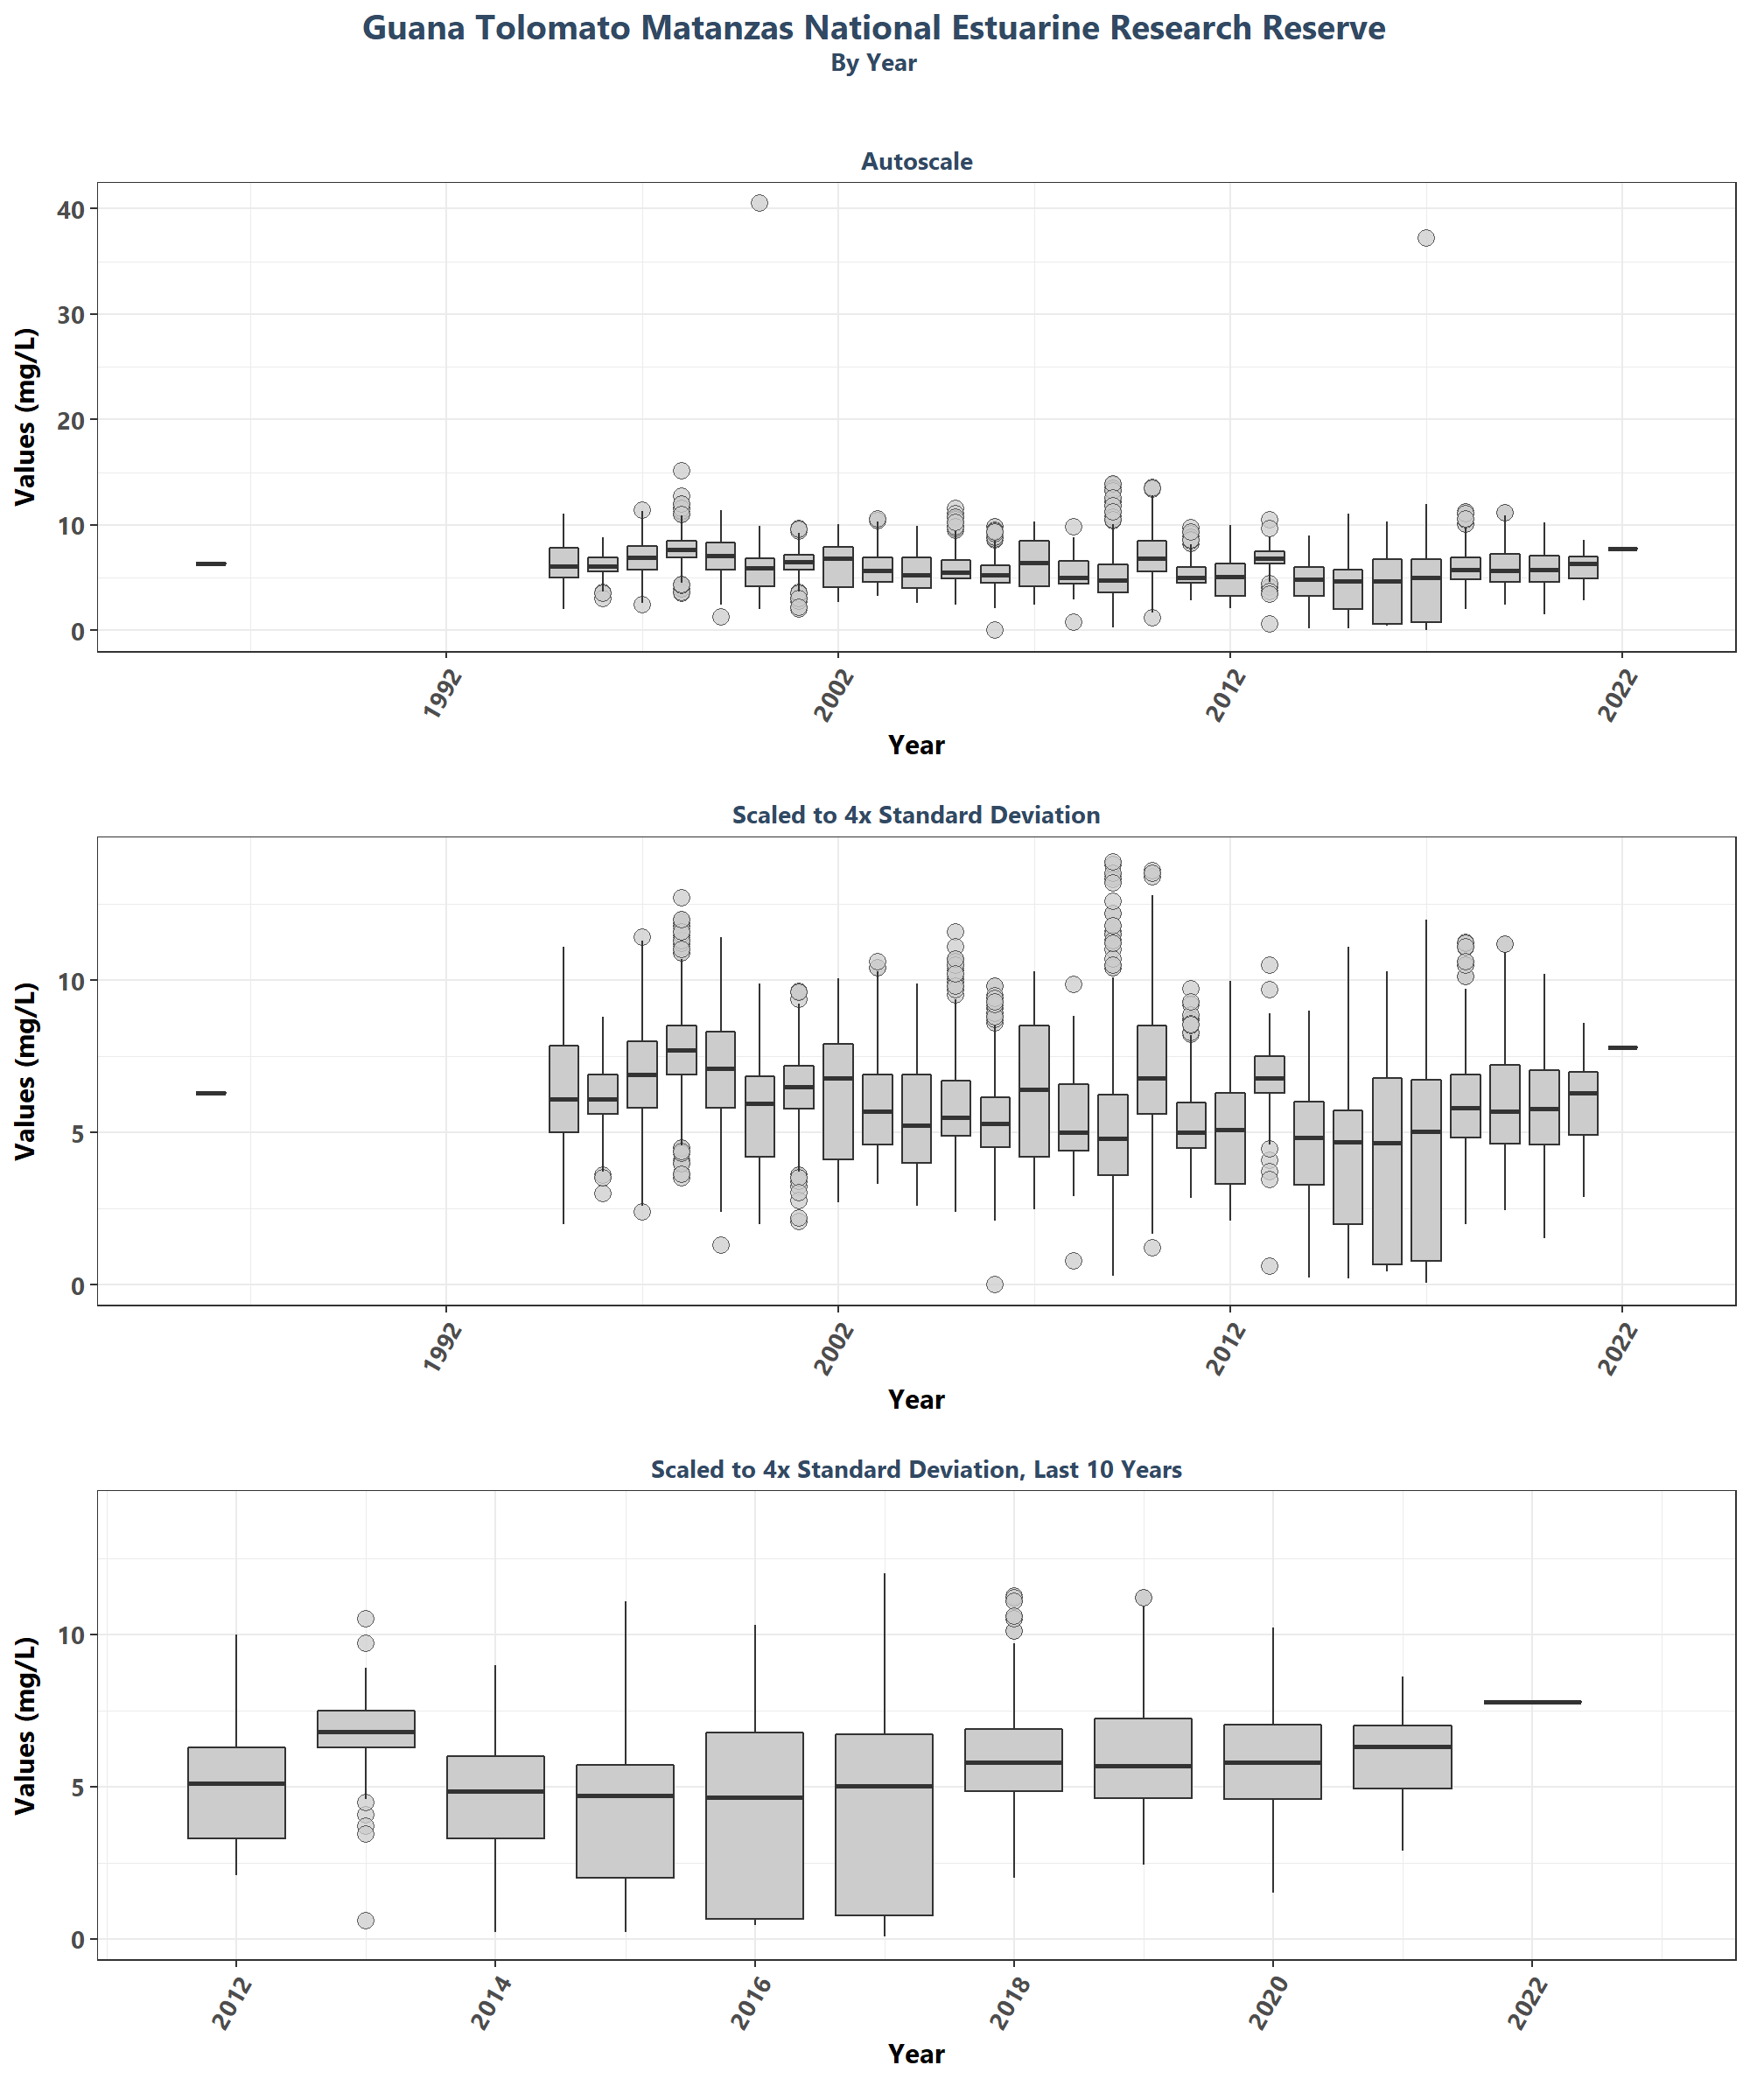 Guana Tolomato Matanzas National Estuarine Research Reserve
By Year
Autoscale
Values (mg/L)
40
30
20
10
0
1992
2002
2012
2022
Year
Scaled to 4x Standard Deviation
Values (mg/L)
10
5
0
1992
2002
2012
2022
Year
Scaled to 4x Standard Deviation, Last 10 Years
Values (mg/L)
10
5
0
2012
2014
2016
2018
2020
2022
Year